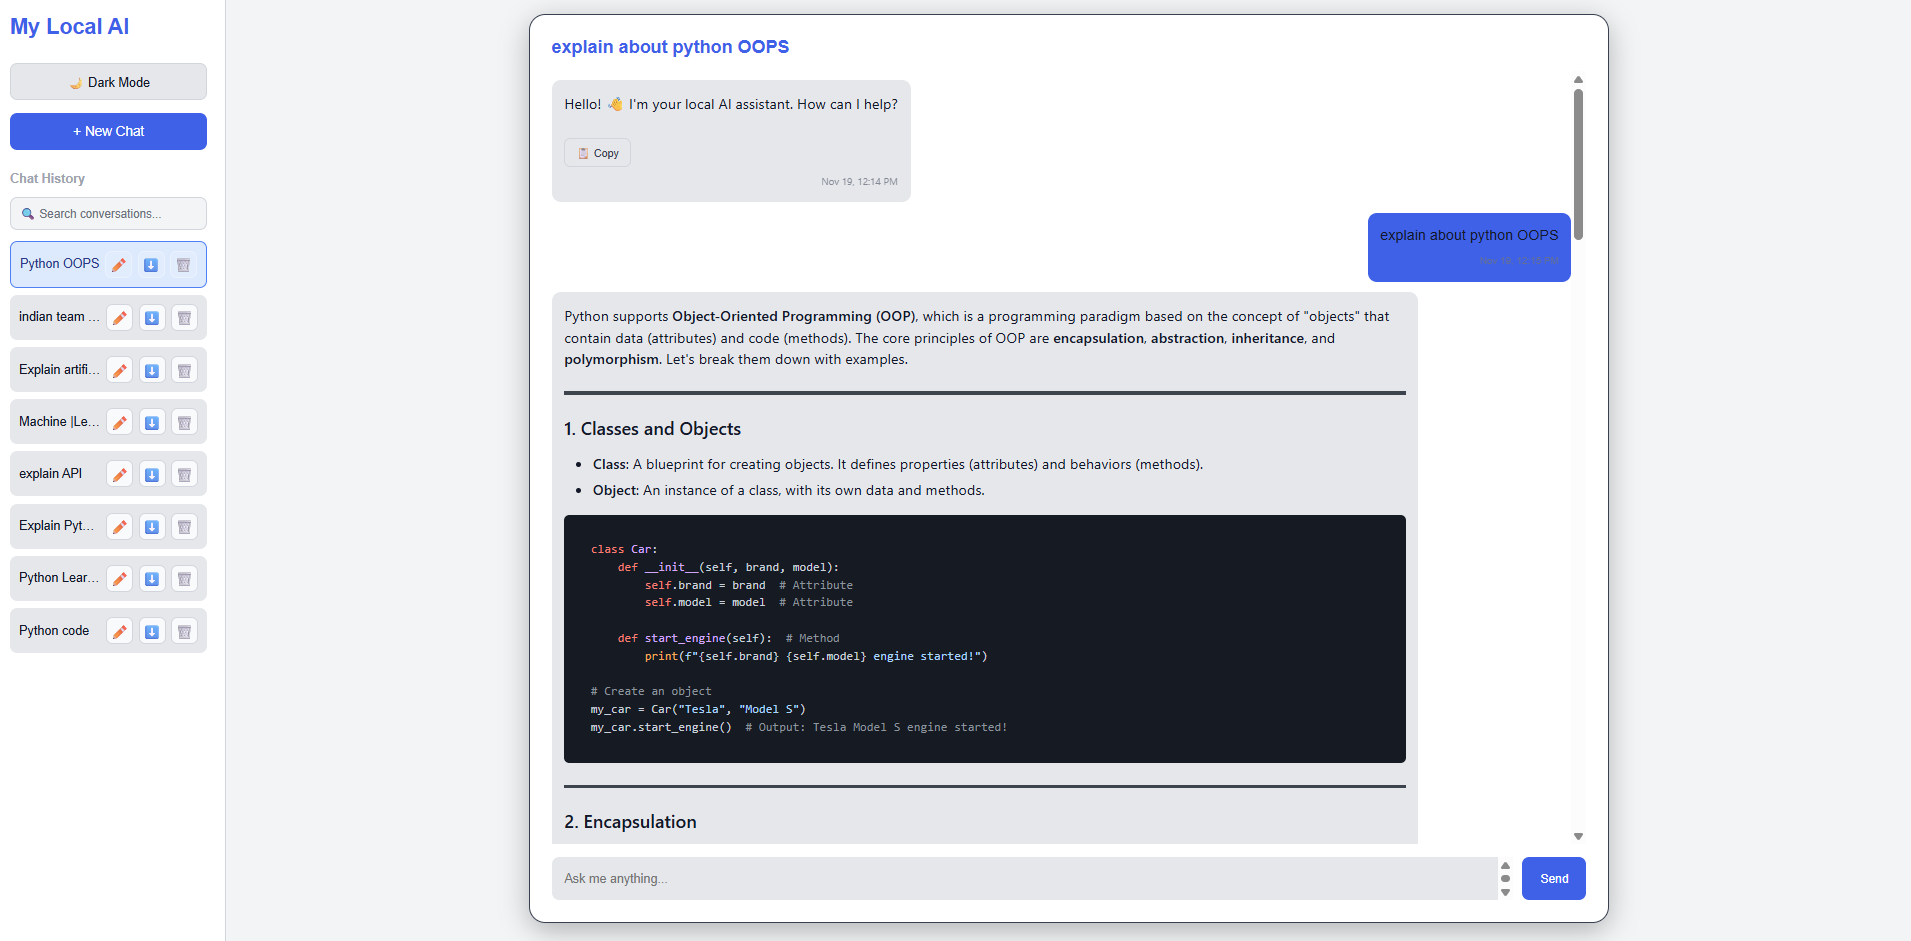 My Local AI
🌙 Dark Mode
+ New Chat
Chat History
🔍 Search conversations...
Python OOPS
indian team ...
Explain artifi...
Machine |Le...
explain API
Explain Pyt...
Python Lear...
Python code
explain about python OOPS
Hello! 👋 I'm your local AI assistant. How can I help?
📋 Copy
Nov 19, 12:14 PM
explain about python OOPS
Python supports Object-Oriented Programming (OOP), which is a programming paradigm based on the concept of "objects" that
contain data (attributes) and code (methods). The core principles of OOP are encapsulation, abstraction, inheritance, and
polymorphism. Let's break them down with examples.
1. Classes and Objects
• Class: A blueprint for creating objects. It defines properties (attributes) and behaviors (methods).
• Object: An instance of a class, with its own data and methods.
class Car:
    def __init__(self, brand, model):
        self.brand = brand  # Attribute
        self.model = model  # Attribute
    def start_engine(self):  # Method
        print(f"{self.brand} {self.model} engine started!")
# Create an object
my_car = Car("Tesla", "Model S")
my_car.start_engine()  # Output: Tesla Model S engine started!
2. Encapsulation
Ask me anything...
Send